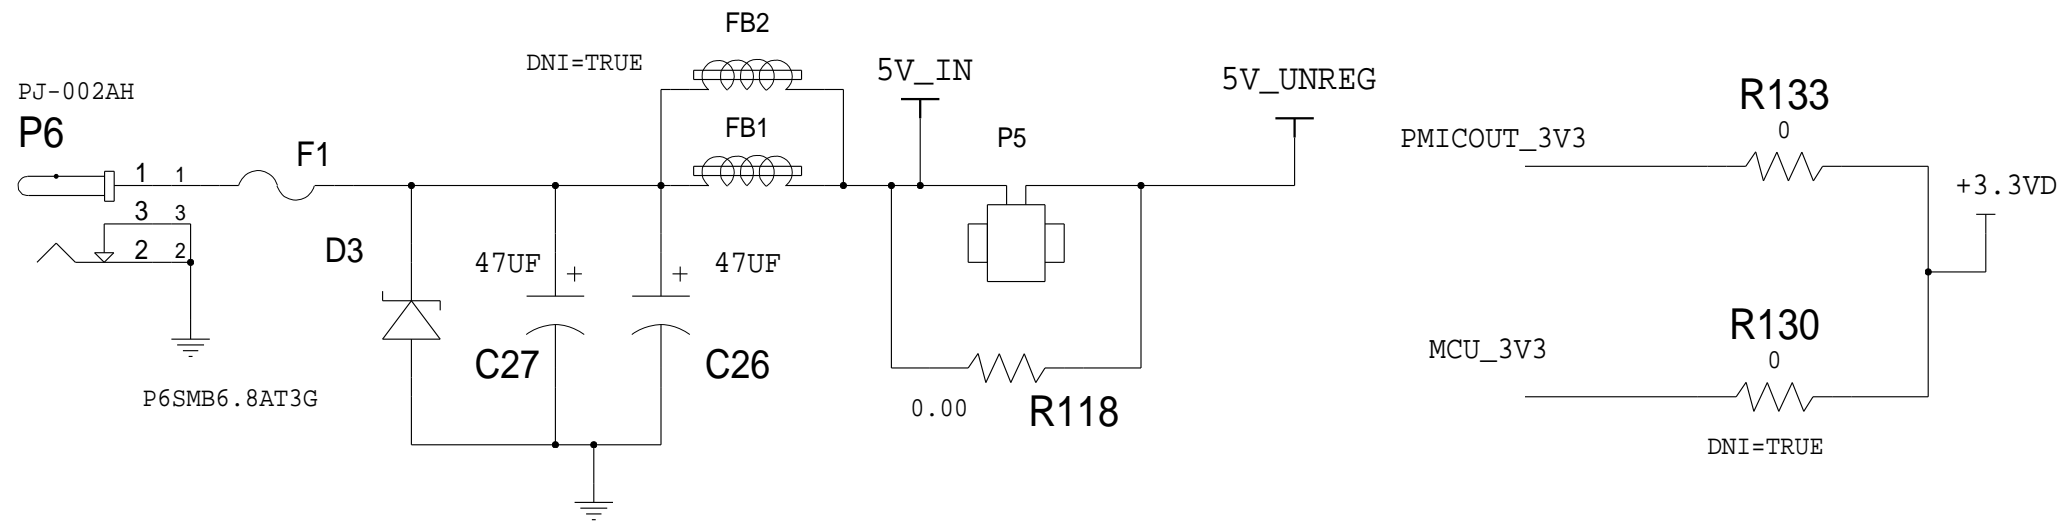 FB2
DNI=TRUE
PJ-002AH
P6
F1
FB1
5V_IN
P5
5V_UNREG
1 1
3 3
2 2
D3
47UF +
+ 47UF
C27
C26
P6SMB6.8AT3G
0.00
R118
R133
0
PMICOUT_3V3
+3.3VD
R130
0
MCU_3V3
DNI=TRUE